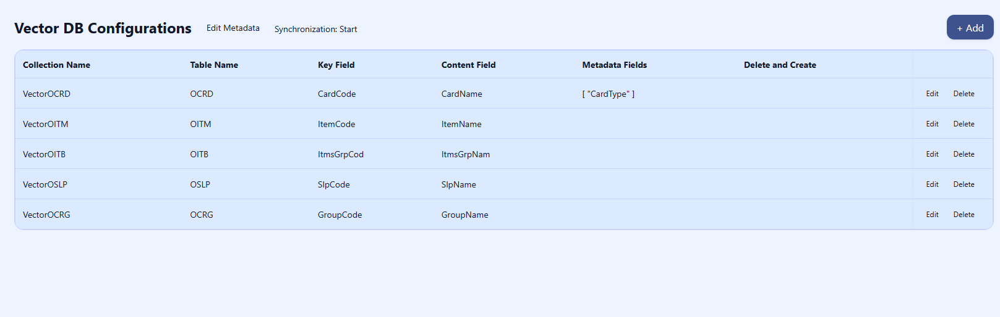 Vector DB Configurations Edit Metadata Synchronization: Start + Add
Collection Name Table Name Key Field Content Field Metadata Fields Delete and Create
VectorOCRD OCRD CardCode CardName [ "CardType" ] Edit Delete
VectorOITM OITM ItemCode ItemName Edit Delete
VectorOITB OITB ItmsGrpCod ItmsGrpNam Edit Delete
VectorOSLP OSLP SlpCode SlpName Edit Delete
VectorOCRG OCRG GroupCode GroupName Edit Delete